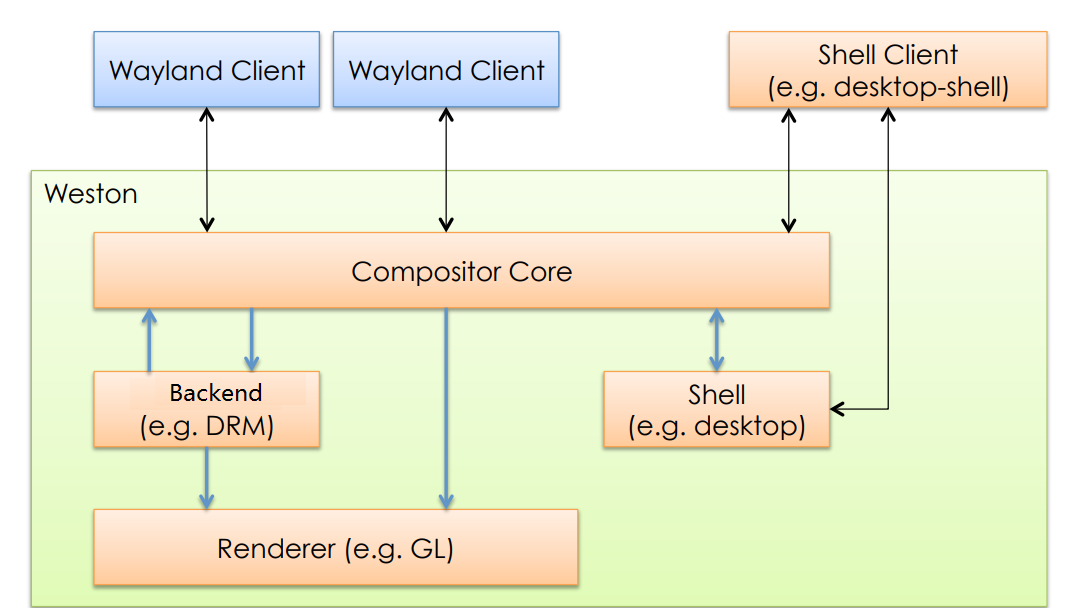 Wayland Client
Wayland Client
Shell Client
(e.g. desktop-shell)
Weston
Compositor Core
Backend
(e.g. DRM)
Shell
(e.g. desktop)
Renderer (e.g. GL)